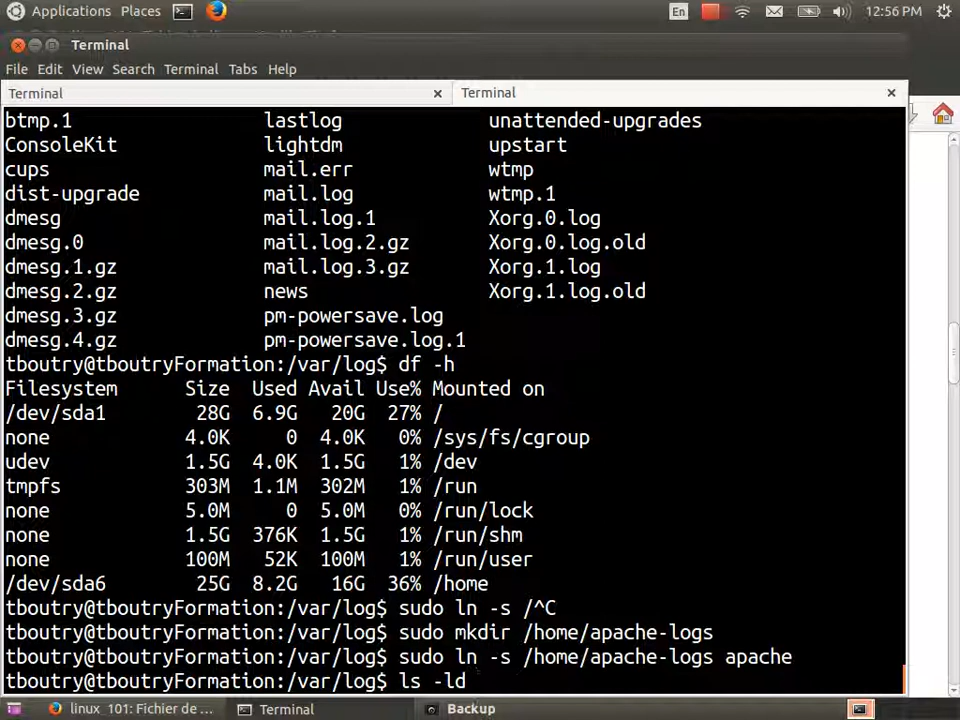 Applications Places En 12:56 PM
Terminal
File Edit View Search Terminal Tabs Help
Terminal × Terminal ×
btmp.1 lastlog unattended-upgrades
ConsoleKit lightdm upstart
cups mail.err wtmp
dist-upgrade mail.log wtmp.1
dmesg mail.log.1 Xorg.0.log
dmesg.0 mail.log.2.gz Xorg.0.log.old
dmesg.1.gz mail.log.3.gz Xorg.1.log
dmesg.2.gz news Xorg.1.log.old
dmesg.3.gz pm-powersave.log
dmesg.4.gz pm-powersave.log.1
tboutry@tboutryFormation:/var/log$ df -h
Filesystem Size Used Avail Use% Mounted on
/dev/sda1 28G 6.9G 20G 27% /
none 4.0K 0 4.0K 0% /sys/fs/cgroup
udev 1.5G 4.0K 1.5G 1% /dev
tmpfs 303M 1.1M 302M 1% /run
none 5.0M 0 5.0M 0% /run/lock
none 1.5G 376K 1.5G 1% /run/shm
none 100M 52K 100M 1% /run/user
/dev/sda6 25G 8.2G 16G 36% /home
tboutry@tboutryFormation:/var/log$ sudo ln -s /^C
tboutry@tboutryFormation:/var/log$ sudo mkdir /home/apache-logs
tboutry@tboutryFormation:/var/log$ sudo ln -s /home/apache-logs apache
tboutry@tboutryFormation:/var/log$ ls -ld
linux_101: Fichier de ... Terminal Backup